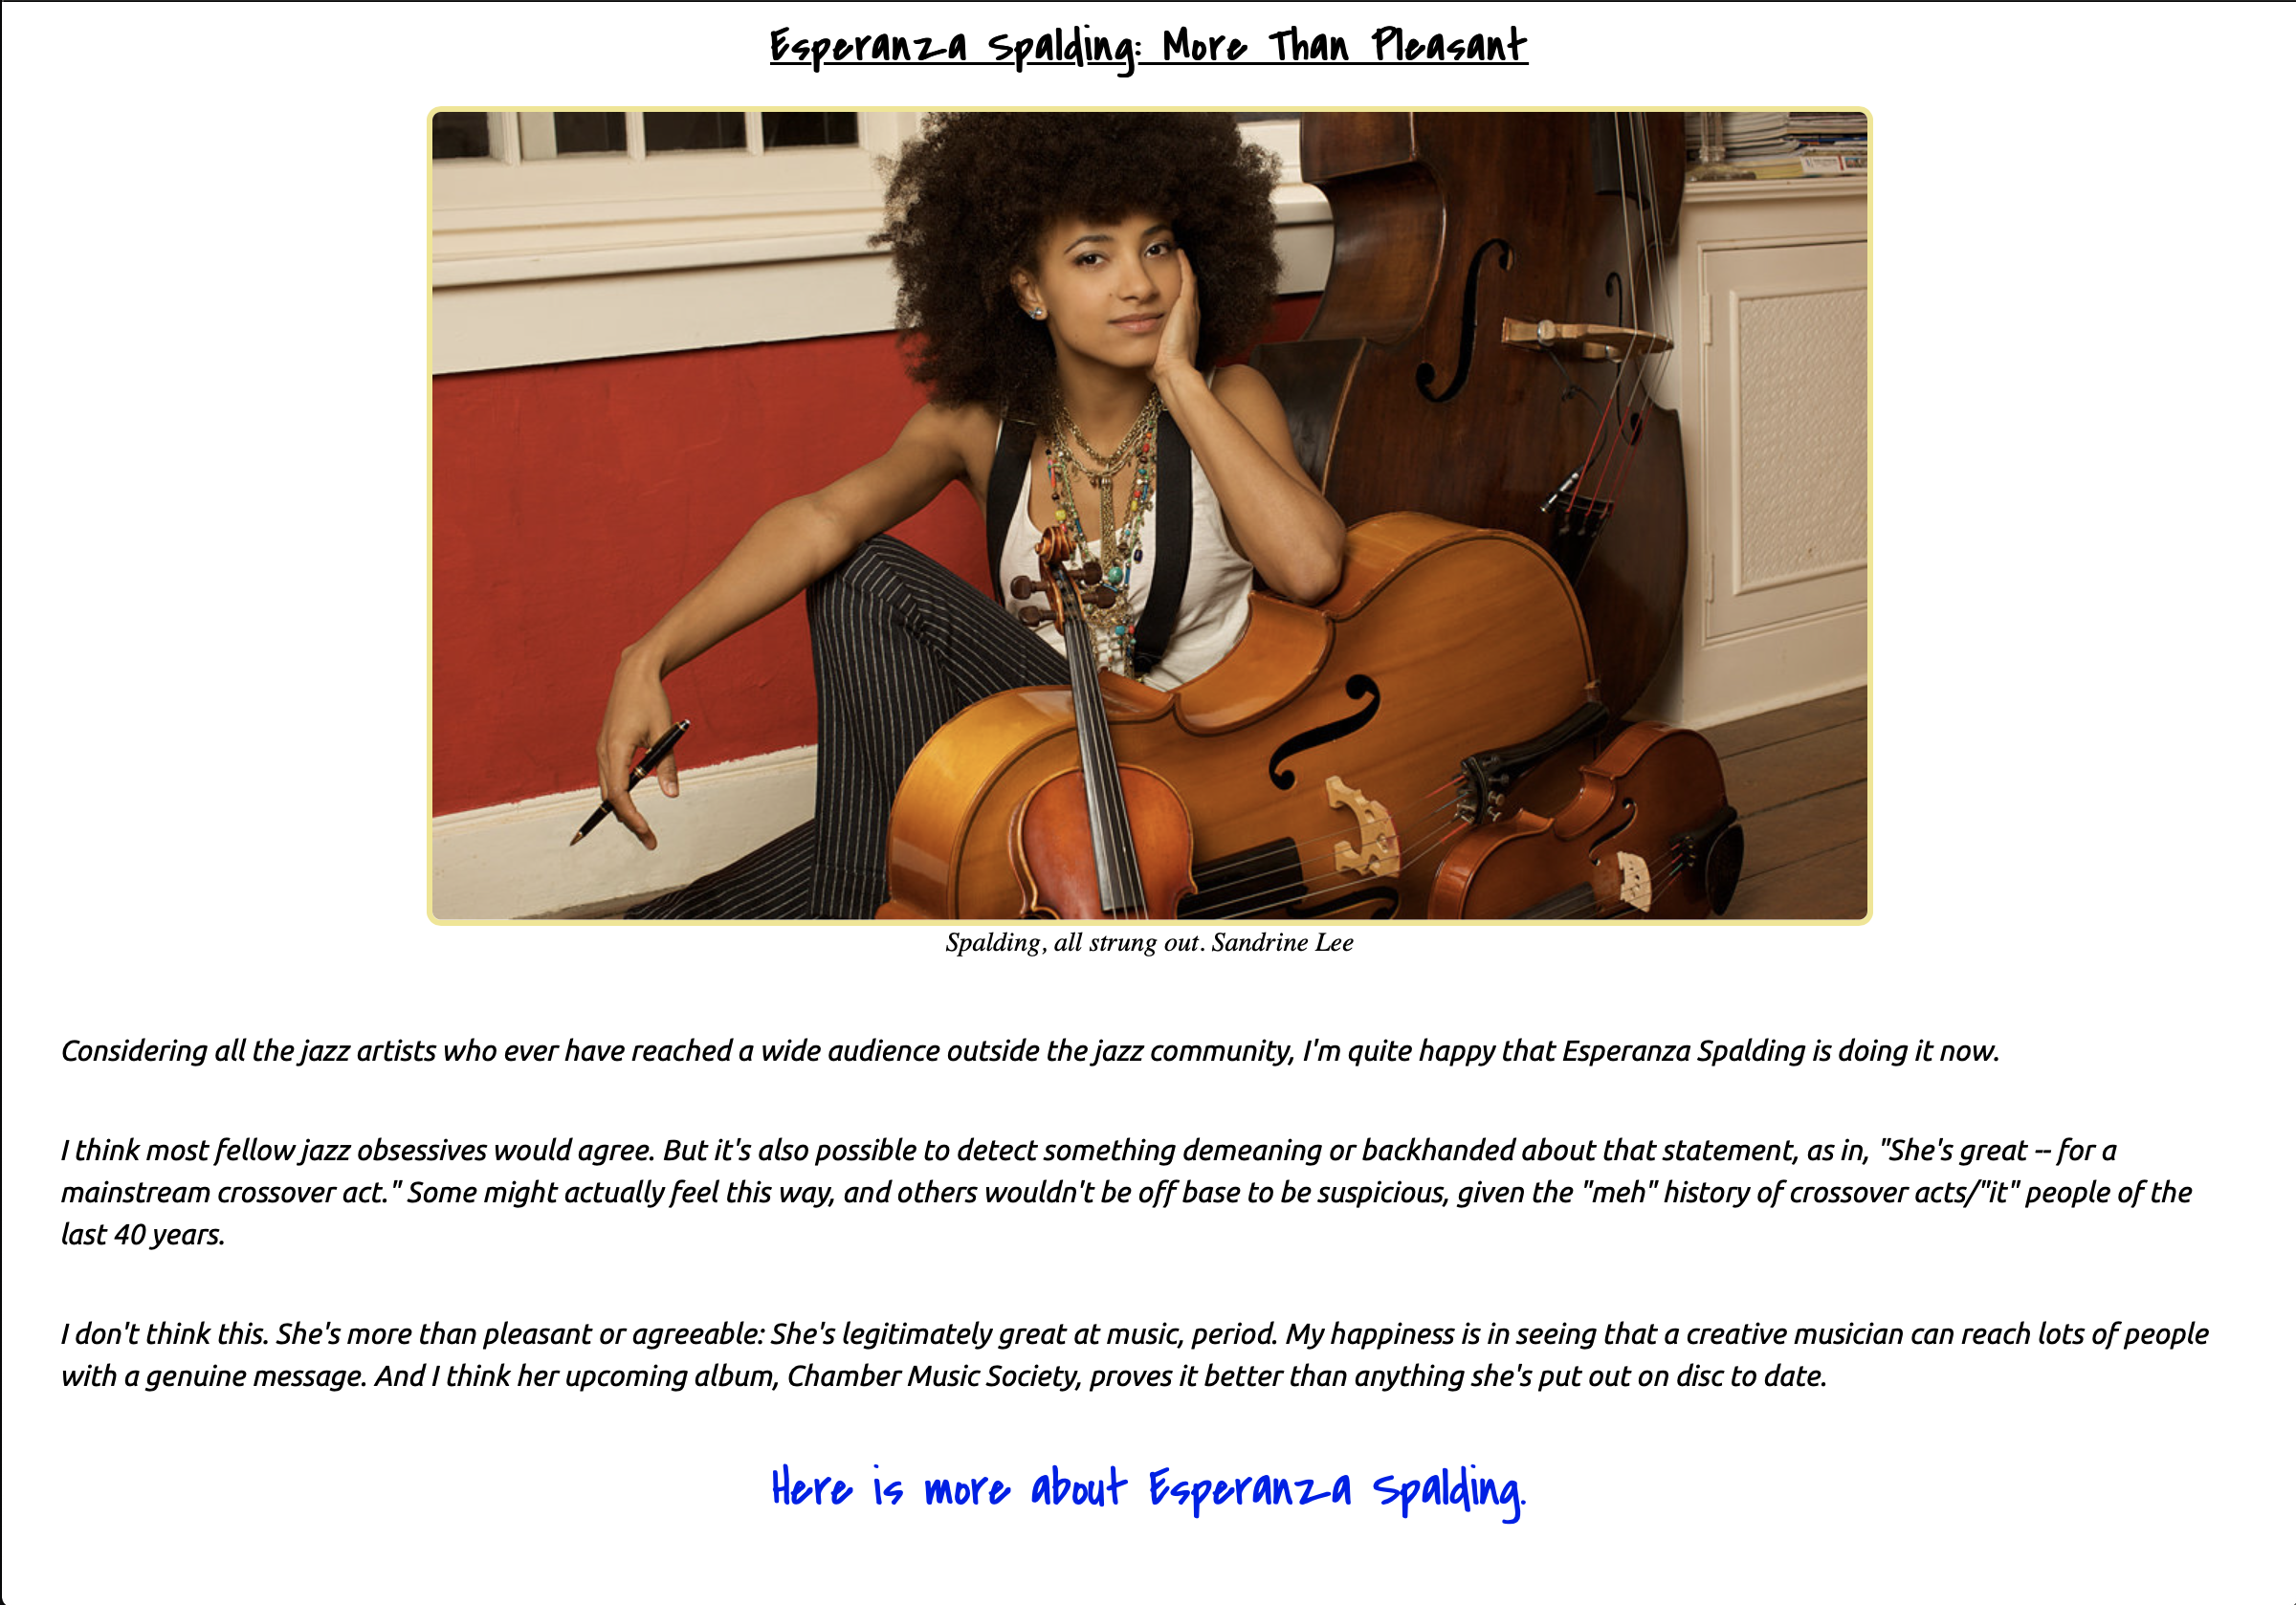 Esperanza Spalding: More Than Pleasant
Spalding, all strung out. Sandrine Lee
Considering all the jazz artists who ever have reached a wide audience outside the jazz community, I'm quite happy that Esperanza Spalding is doing it now.
I think most fellow jazz obsessives would agree. But it's also possible to detect something demeaning or backhanded about that statement, as in, "She's great -- for a
mainstream crossover act." Some might actually feel this way, and others wouldn't be off base to be suspicious, given the "meh" history of crossover acts/"it" people of the
last 40 years.
I don't think this. She's more than pleasant or agreeable: She's legitimately great at music, period. My happiness is in seeing that a creative musician can reach lots of people
with a genuine message. And I think her upcoming album, Chamber Music Society, proves it better than anything she's put out on disc to date.
Here is more about Esperanza Spalding.